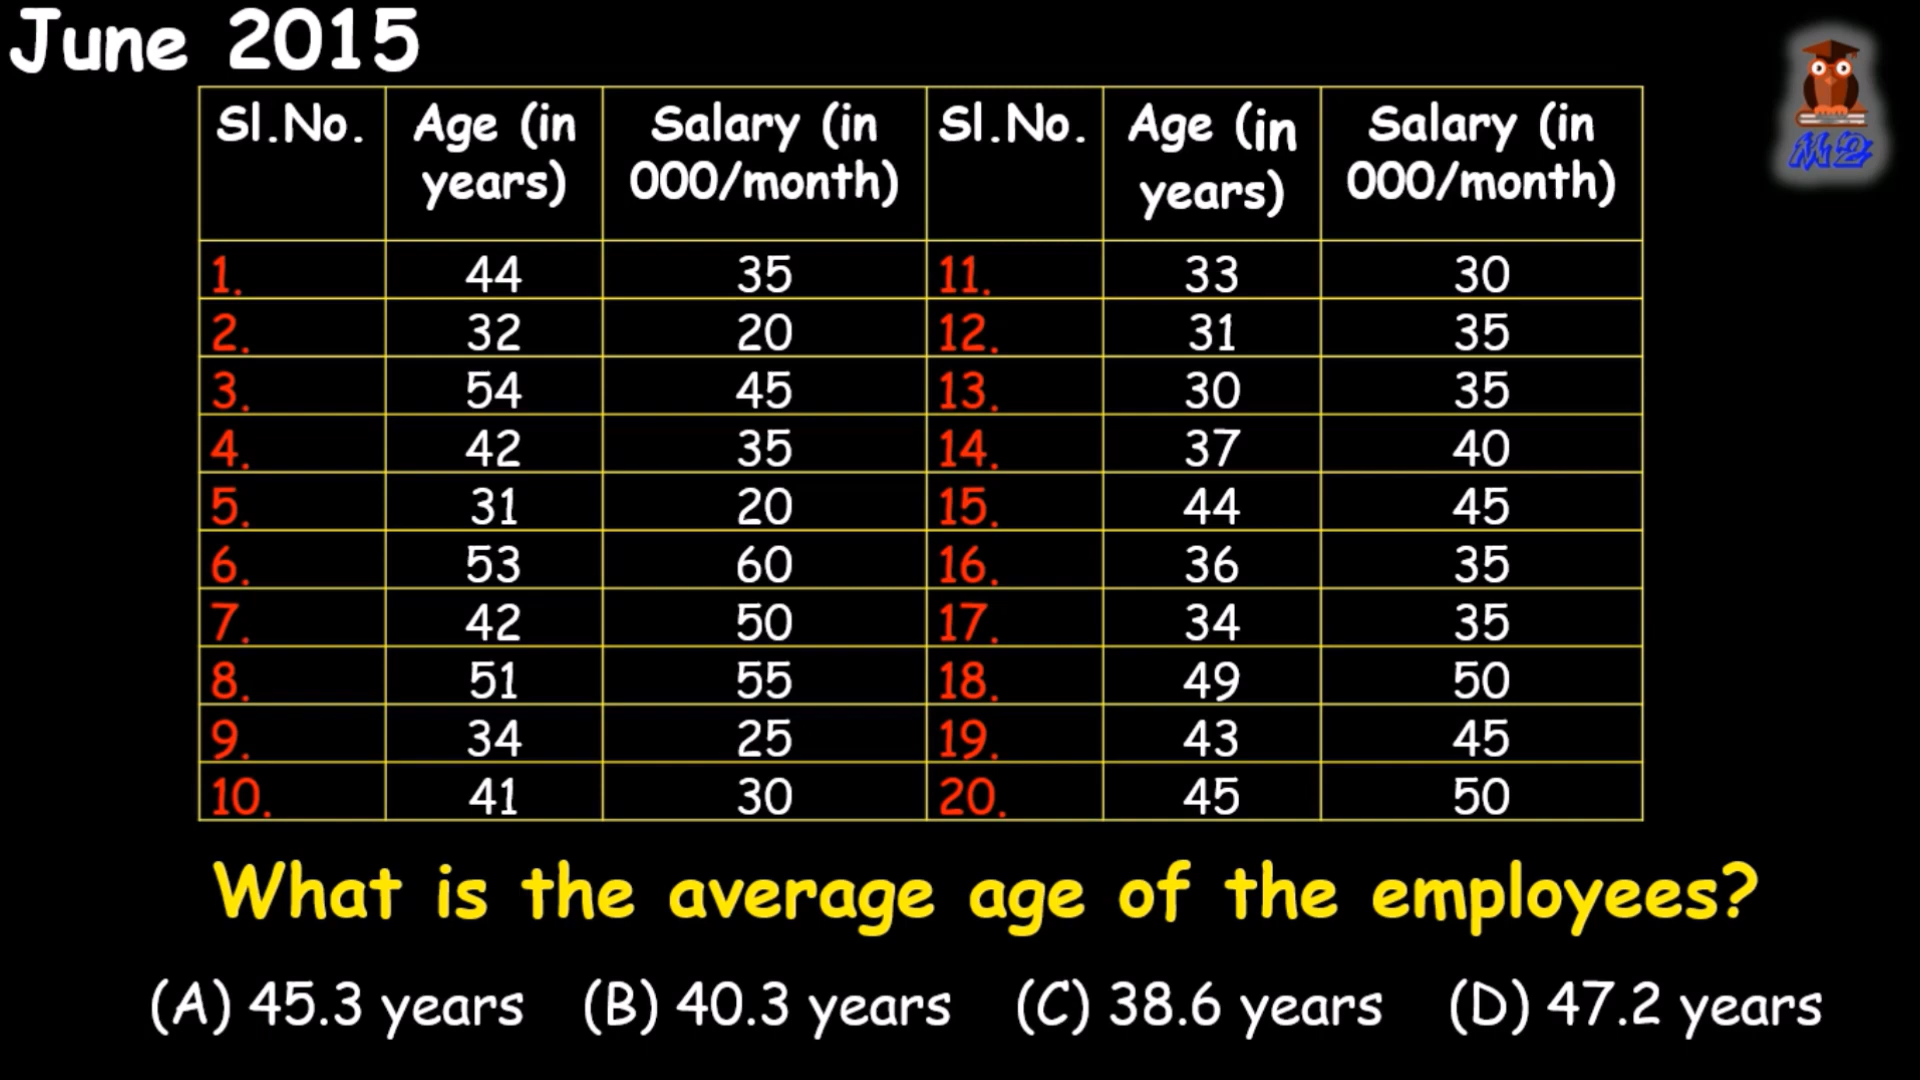 June 2015
Sl.No. Age (in years) Salary (in 000/month) Sl.No. Age (in years) Salary (in 000/month)
1. 44 35 11. 33 30
2. 32 20 12. 31 35
3. 54 45 13. 30 35
4. 42 35 14. 37 40
5. 31 20 15. 44 45
6. 53 60 16. 36 35
7. 42 50 17. 34 35
8. 51 55 18. 49 50
9. 34 25 19. 43 45
10. 41 30 20. 45 50
What is the average age of the employees?
(A) 45.3 years (B) 40.3 years (C) 38.6 years (D) 47.2 years
M2